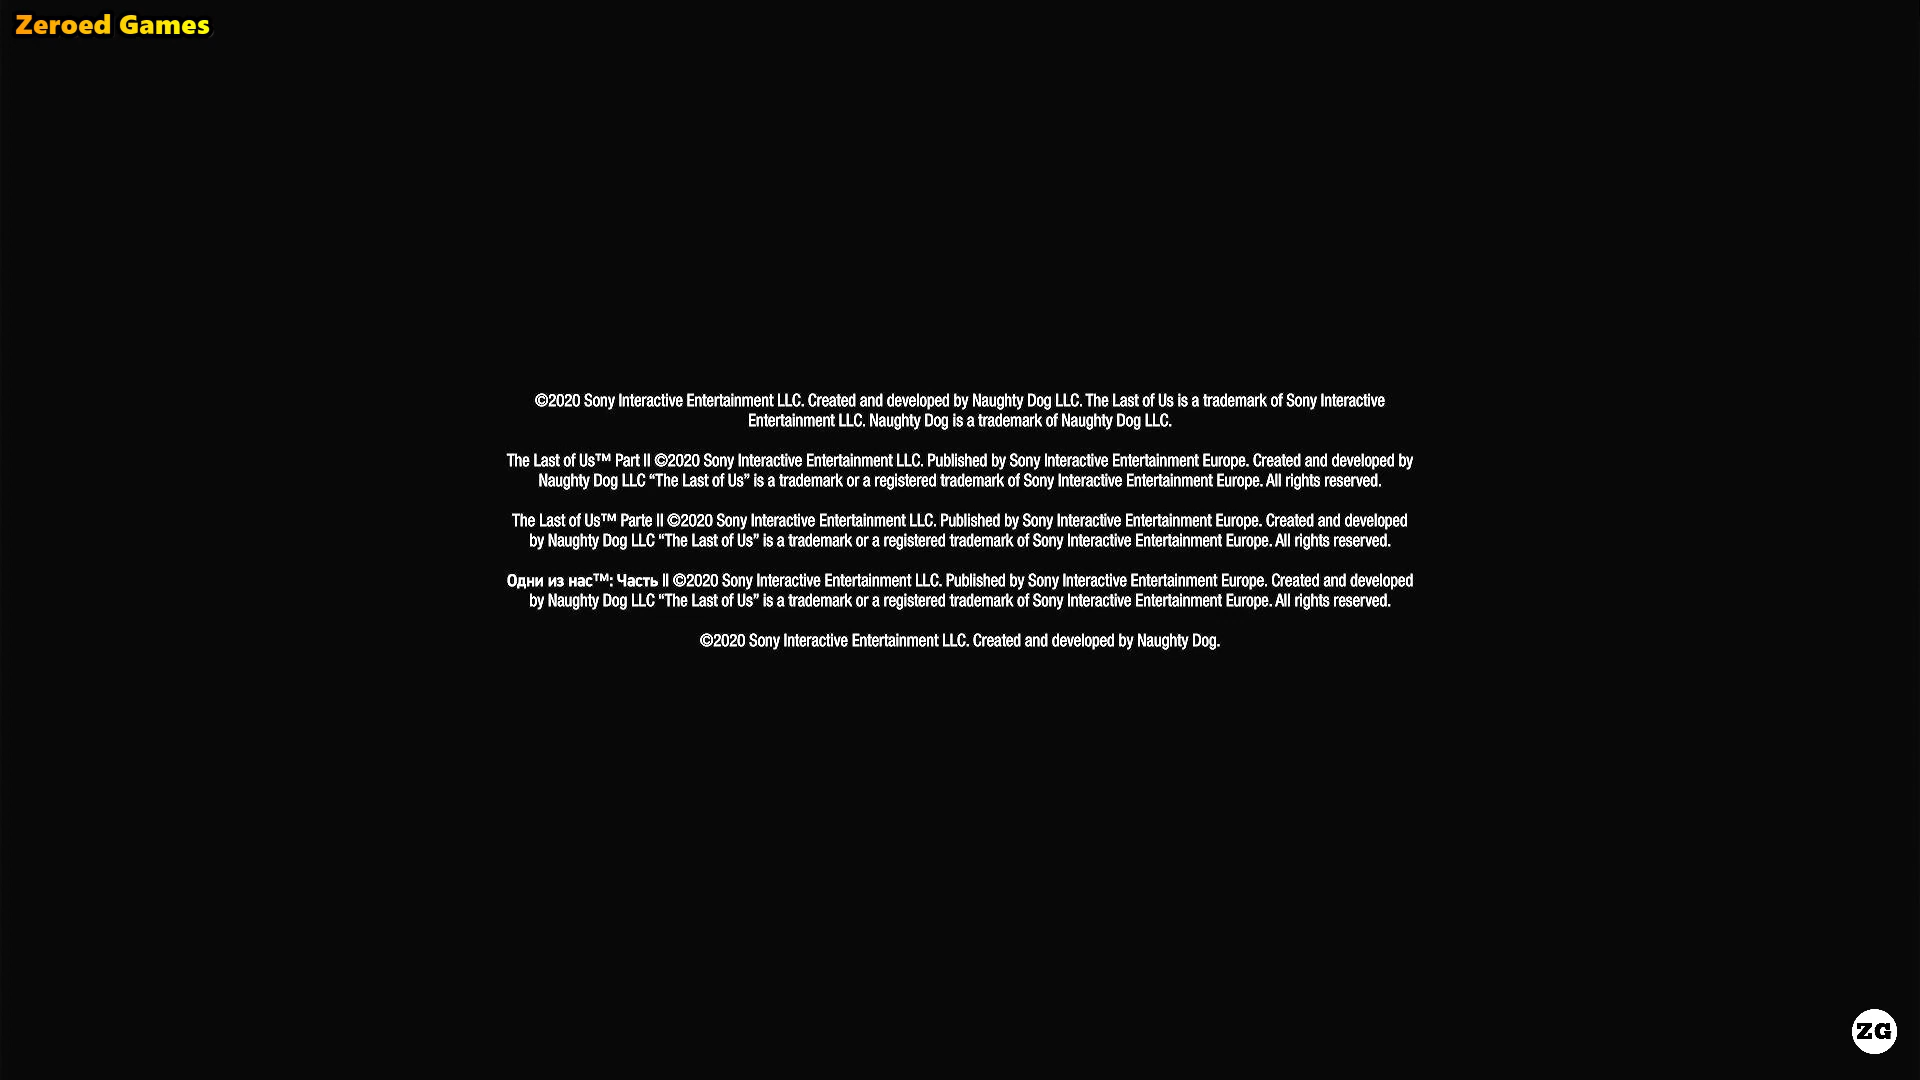 Zeroed Games
©2020 Sony Interactive Entertainment LLC. Created and developed by Naughty Dog LLC. The Last of Us is a trademark of Sony Interactive
Entertainment LLC. Naughty Dog is a trademark of Naughty Dog LLC.
The Last of Us™ Part II ©2020 Sony Interactive Entertainment LLC. Published by Sony Interactive Entertainment Europe. Created and developed by
Naughty Dog LLC “The Last of Us” is a trademark or a registered trademark of Sony Interactive Entertainment Europe. All rights reserved.
The Last of Us™ Parte II ©2020 Sony Interactive Entertainment LLC. Published by Sony Interactive Entertainment Europe. Created and developed
by Naughty Dog LLC “The Last of Us” is a trademark or a registered trademark of Sony Interactive Entertainment Europe. All rights reserved.
Одни из нас™: Часть II ©2020 Sony Interactive Entertainment LLC. Published by Sony Interactive Entertainment Europe. Created and developed
by Naughty Dog LLC “The Last of Us” is a trademark or a registered trademark of Sony Interactive Entertainment Europe. All rights reserved.
©2020 Sony Interactive Entertainment LLC. Created and developed by Naughty Dog.
ZG